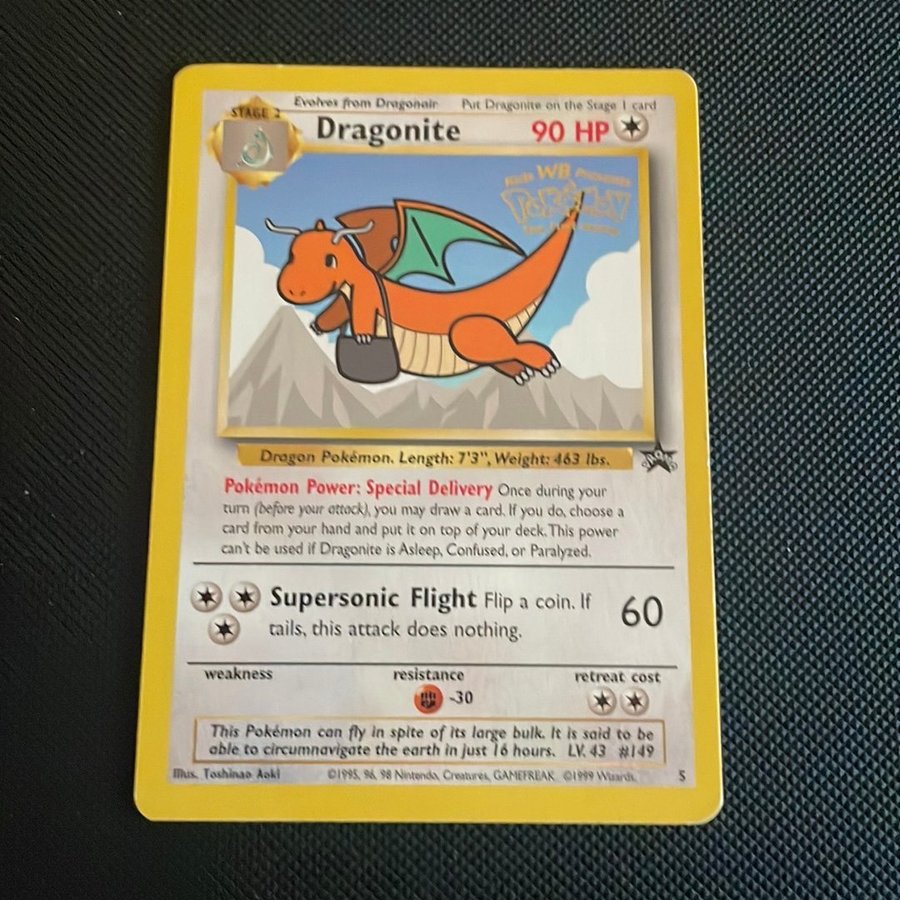 Evolves from Dragonair Put Dragonite on the Stage 1 card
STAGE 2
Dragonite 90 HP
Kids WB Presents
Pokémon
the first movie
Dragon Pokémon. Length: 7'3", Weight: 463 lbs.
PROMO
Pokémon Power: Special Delivery Once during your
turn (before your attack), you may draw a card. If you do, choose a
card from your hand and put it on top of your deck. This power
can't be used if Dragonite is Asleep, Confused, or Paralyzed.
Supersonic Flight Flip a coin. If
tails, this attack does nothing.
60
weakness resistance retreat cost
-30
This Pokémon can fly in spite of its large bulk. It is said to be
able to circumnavigate the earth in just 16 hours. LV. 43 #149
Illus. Toshinao Aoki ©1995, 96, 98 Nintendo, Creatures, GAMEFREAK. ©1999 Wizards. 5